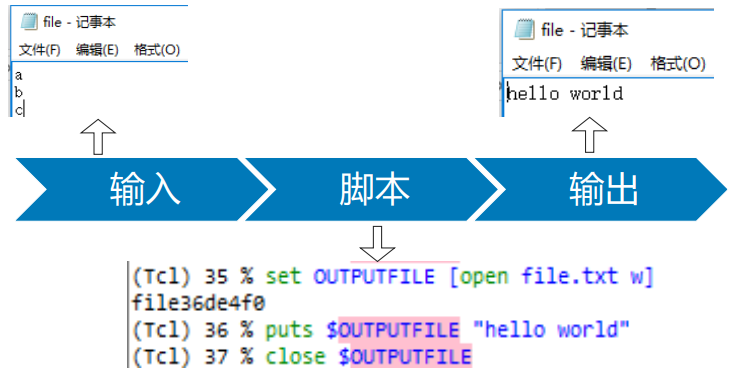 file - 记事本
文件(F) 编辑(E) 格式(O)
a
b
c
file - 记事本
文件(F) 编辑(E) 格式(O)
hello world
输入
脚本
输出
(Tcl) 35 % set OUTPUTFILE [open file.txt w]
file36de4f0
(Tcl) 36 % puts $OUTPUTFILE "hello world"
(Tcl) 37 % close $OUTPUTFILE